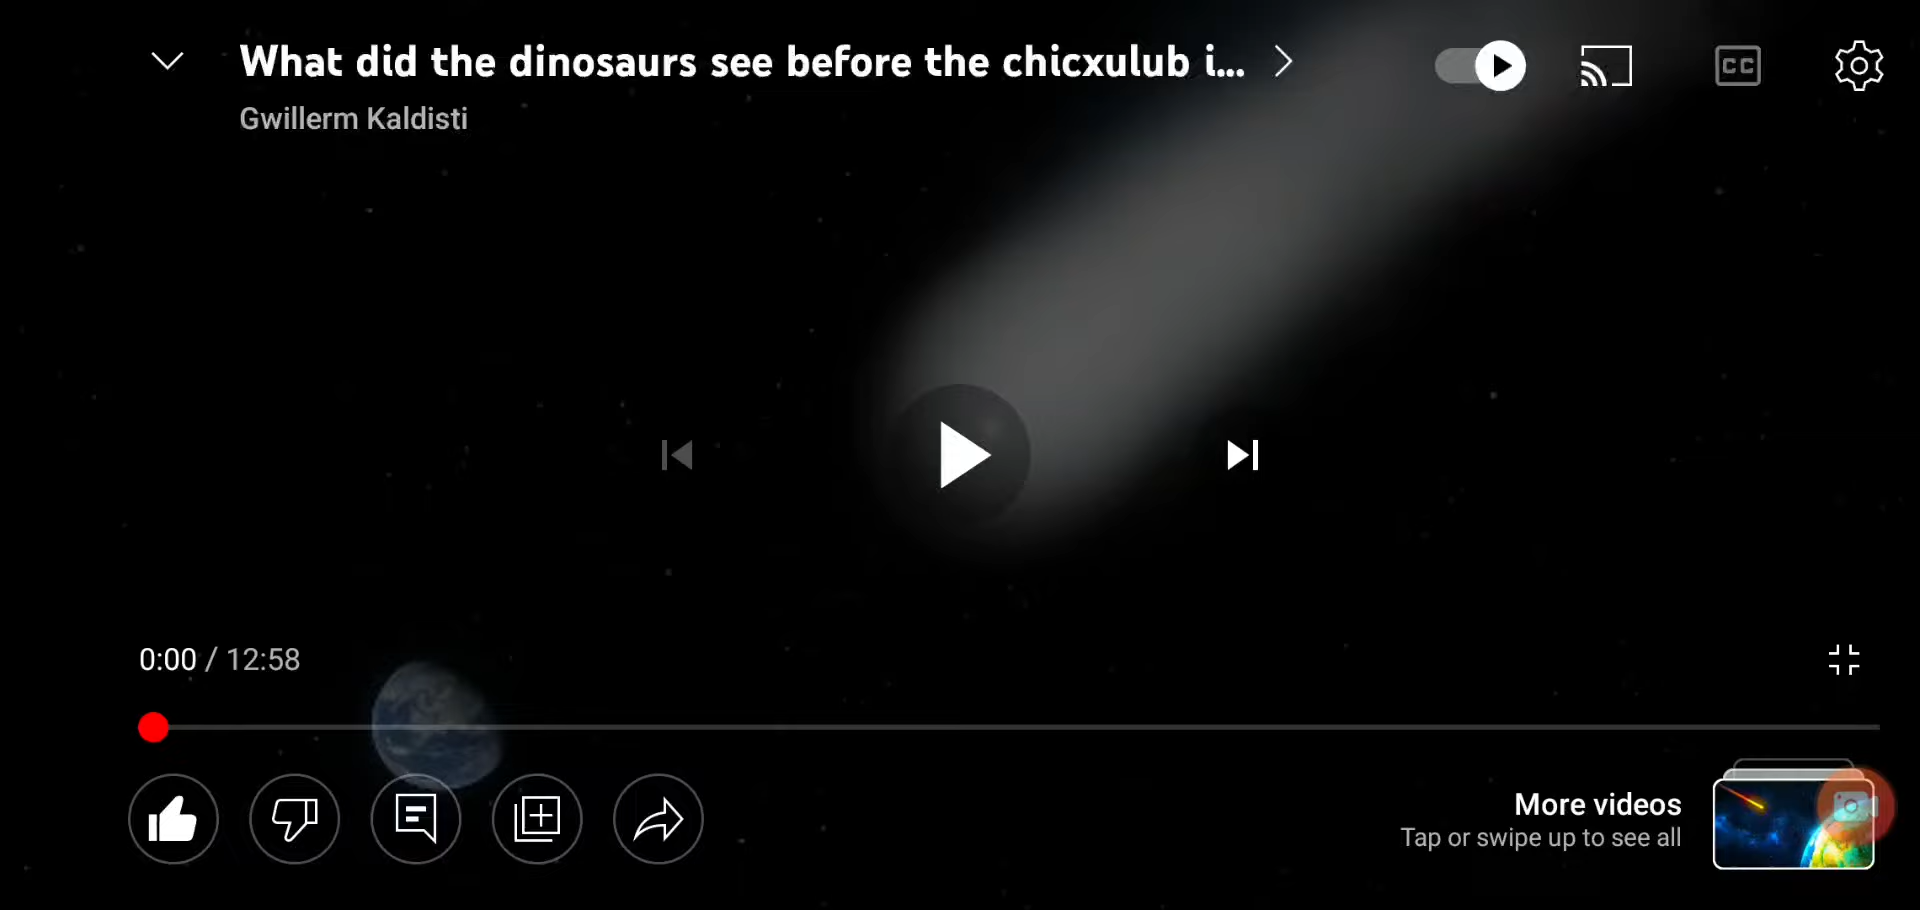 What did the dinosaurs see before the chicxulub i...
Gwillerm Kaldisti
CC
0:00 / 12:58
More videos
Tap or swipe up to see all